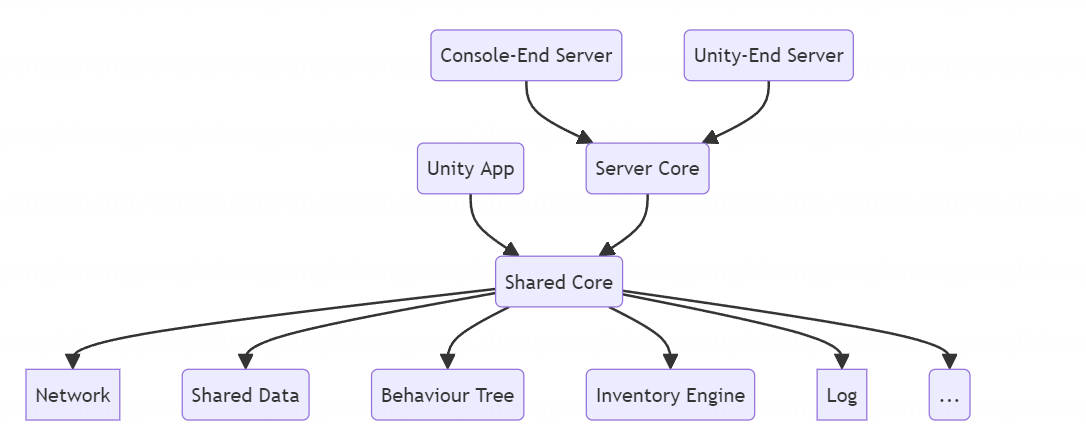 Console-End Server
Unity-End Server
Unity App
Server Core
Shared Core
Network
Shared Data
Behaviour Tree
Inventory Engine
Log
...